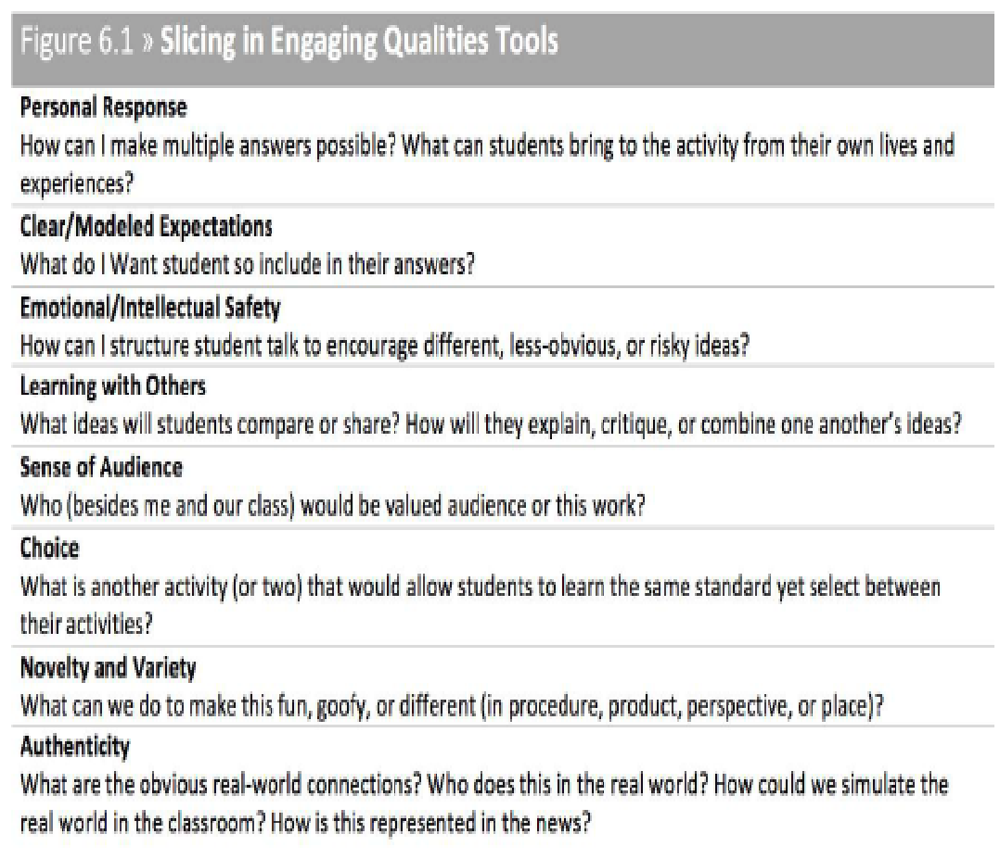 Figure 6.1 » Slicing in Engaging Qualities Tools
Personal Response
How can I make multiple answers possible? What can students bring to the activity from their own lives and
experiences?
Clear/Modeled Expectations
What do I Want student so include in their answers?
Emotional/Intellectual Safety
How can I structure student talk to encourage different, less-obvious, or risky ideas?
Learning with Others
What ideas will students compare or share? How will they explain, critique, or combine one another's ideas?
Sense of Audience
Who (besides me and our class) would be valued audience or this work?
Choice
What is another activity (or two) that would allow students to learn the same standard yet select between
their activities?
Novelty and Variety
What can we do to make this fun, goofy, or different (in procedure, product, perspective, or place)?
Authenticity
What are the obvious real-world connections? Who does this in the real world? How could we simulate the
real world in the classroom? How is this represented in the news?